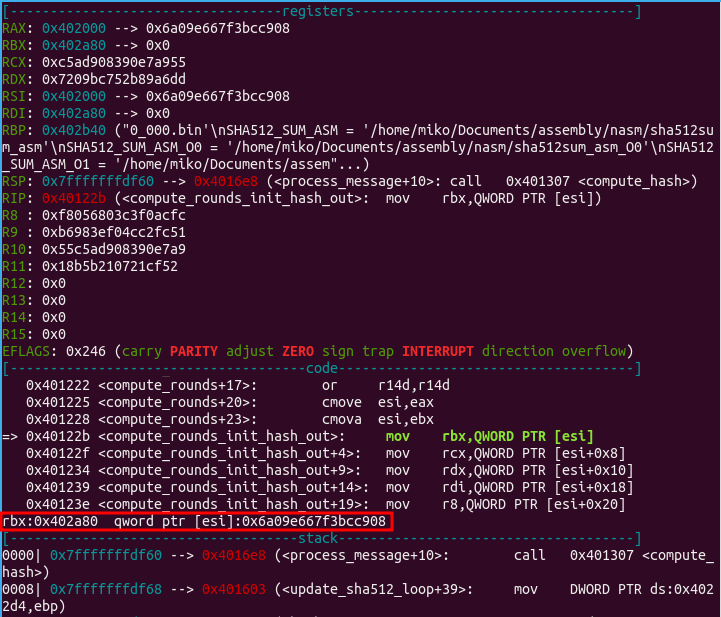 [----------------------------------registers-----------------------------------]
RAX: 0x402000 --> 0x6a09e667f3bcc908
RBX: 0x402a80 --> 0x0
RCX: 0xc5ad908390e7a955
RDX: 0x7209bc752b89a6dd
RSI: 0x402000 --> 0x6a09e667f3bcc908
RDI: 0x402a80 --> 0x0
RBP: 0x402b40 ("0_000.bin'\nSHA512_SUM_ASM = '/home/miko/Documents/assembly/nasm/sha512su
m_asm'\nSHA512_SUM_ASM_O0 = '/home/miko/Documents/assembly/nasm/sha512sum_asm_O0'\nSHA512
_SUM_ASM_O1 = '/home/miko/Documents/assem"...)
RSP: 0x7fffffffdf60 --> 0x4016e8 (<process_message+10>: call   0x401307 <compute_hash>)
RIP: 0x40122b (<compute_rounds_init_hash_out>:  mov    rbx,QWORD PTR [esi])
R8 : 0xf8056803c3f0acfc
R9 : 0xb6983ef04cc2fc51
R10: 0x55c5ad908390e7a9
R11: 0x18b5b210721cf52
R12: 0x0
R13: 0x0
R14: 0x0
R15: 0x0
EFLAGS: 0x246 (carry PARITY adjust ZERO sign trap INTERRUPT direction overflow)
[-------------------------------------code-------------------------------------]
   0x401222 <compute_rounds+17>:        or     r14d,r14d
   0x401225 <compute_rounds+20>:        cmove  esi,eax
   0x401228 <compute_rounds+23>:        cmova  esi,ebx
=> 0x40122b <compute_rounds_init_hash_out>:     mov    rbx,QWORD PTR [esi]
   0x40122f <compute_rounds_init_hash_out+4>:   mov    rcx,QWORD PTR [esi+0x8]
   0x401234 <compute_rounds_init_hash_out+9>:   mov    rdx,QWORD PTR [esi+0x10]
   0x401239 <compute_rounds_init_hash_out+14>:  mov    rdi,QWORD PTR [esi+0x18]
   0x40123e <compute_rounds_init_hash_out+19>:  mov    r8,QWORD PTR [esi+0x20]
rbx:0x402a80  qword ptr [esi]:0x6a09e667f3bcc908
[------------------------------------stack-------------------------------------]
0000| 0x7fffffffdf60 --> 0x4016e8 (<process_message+10>:        call   0x401307 <compute_
hash>)
0008| 0x7fffffffdf68 --> 0x401603 (<update_sha512_loop+39>:     mov    DWORD PTR ds:0x402
2d4,ebp)